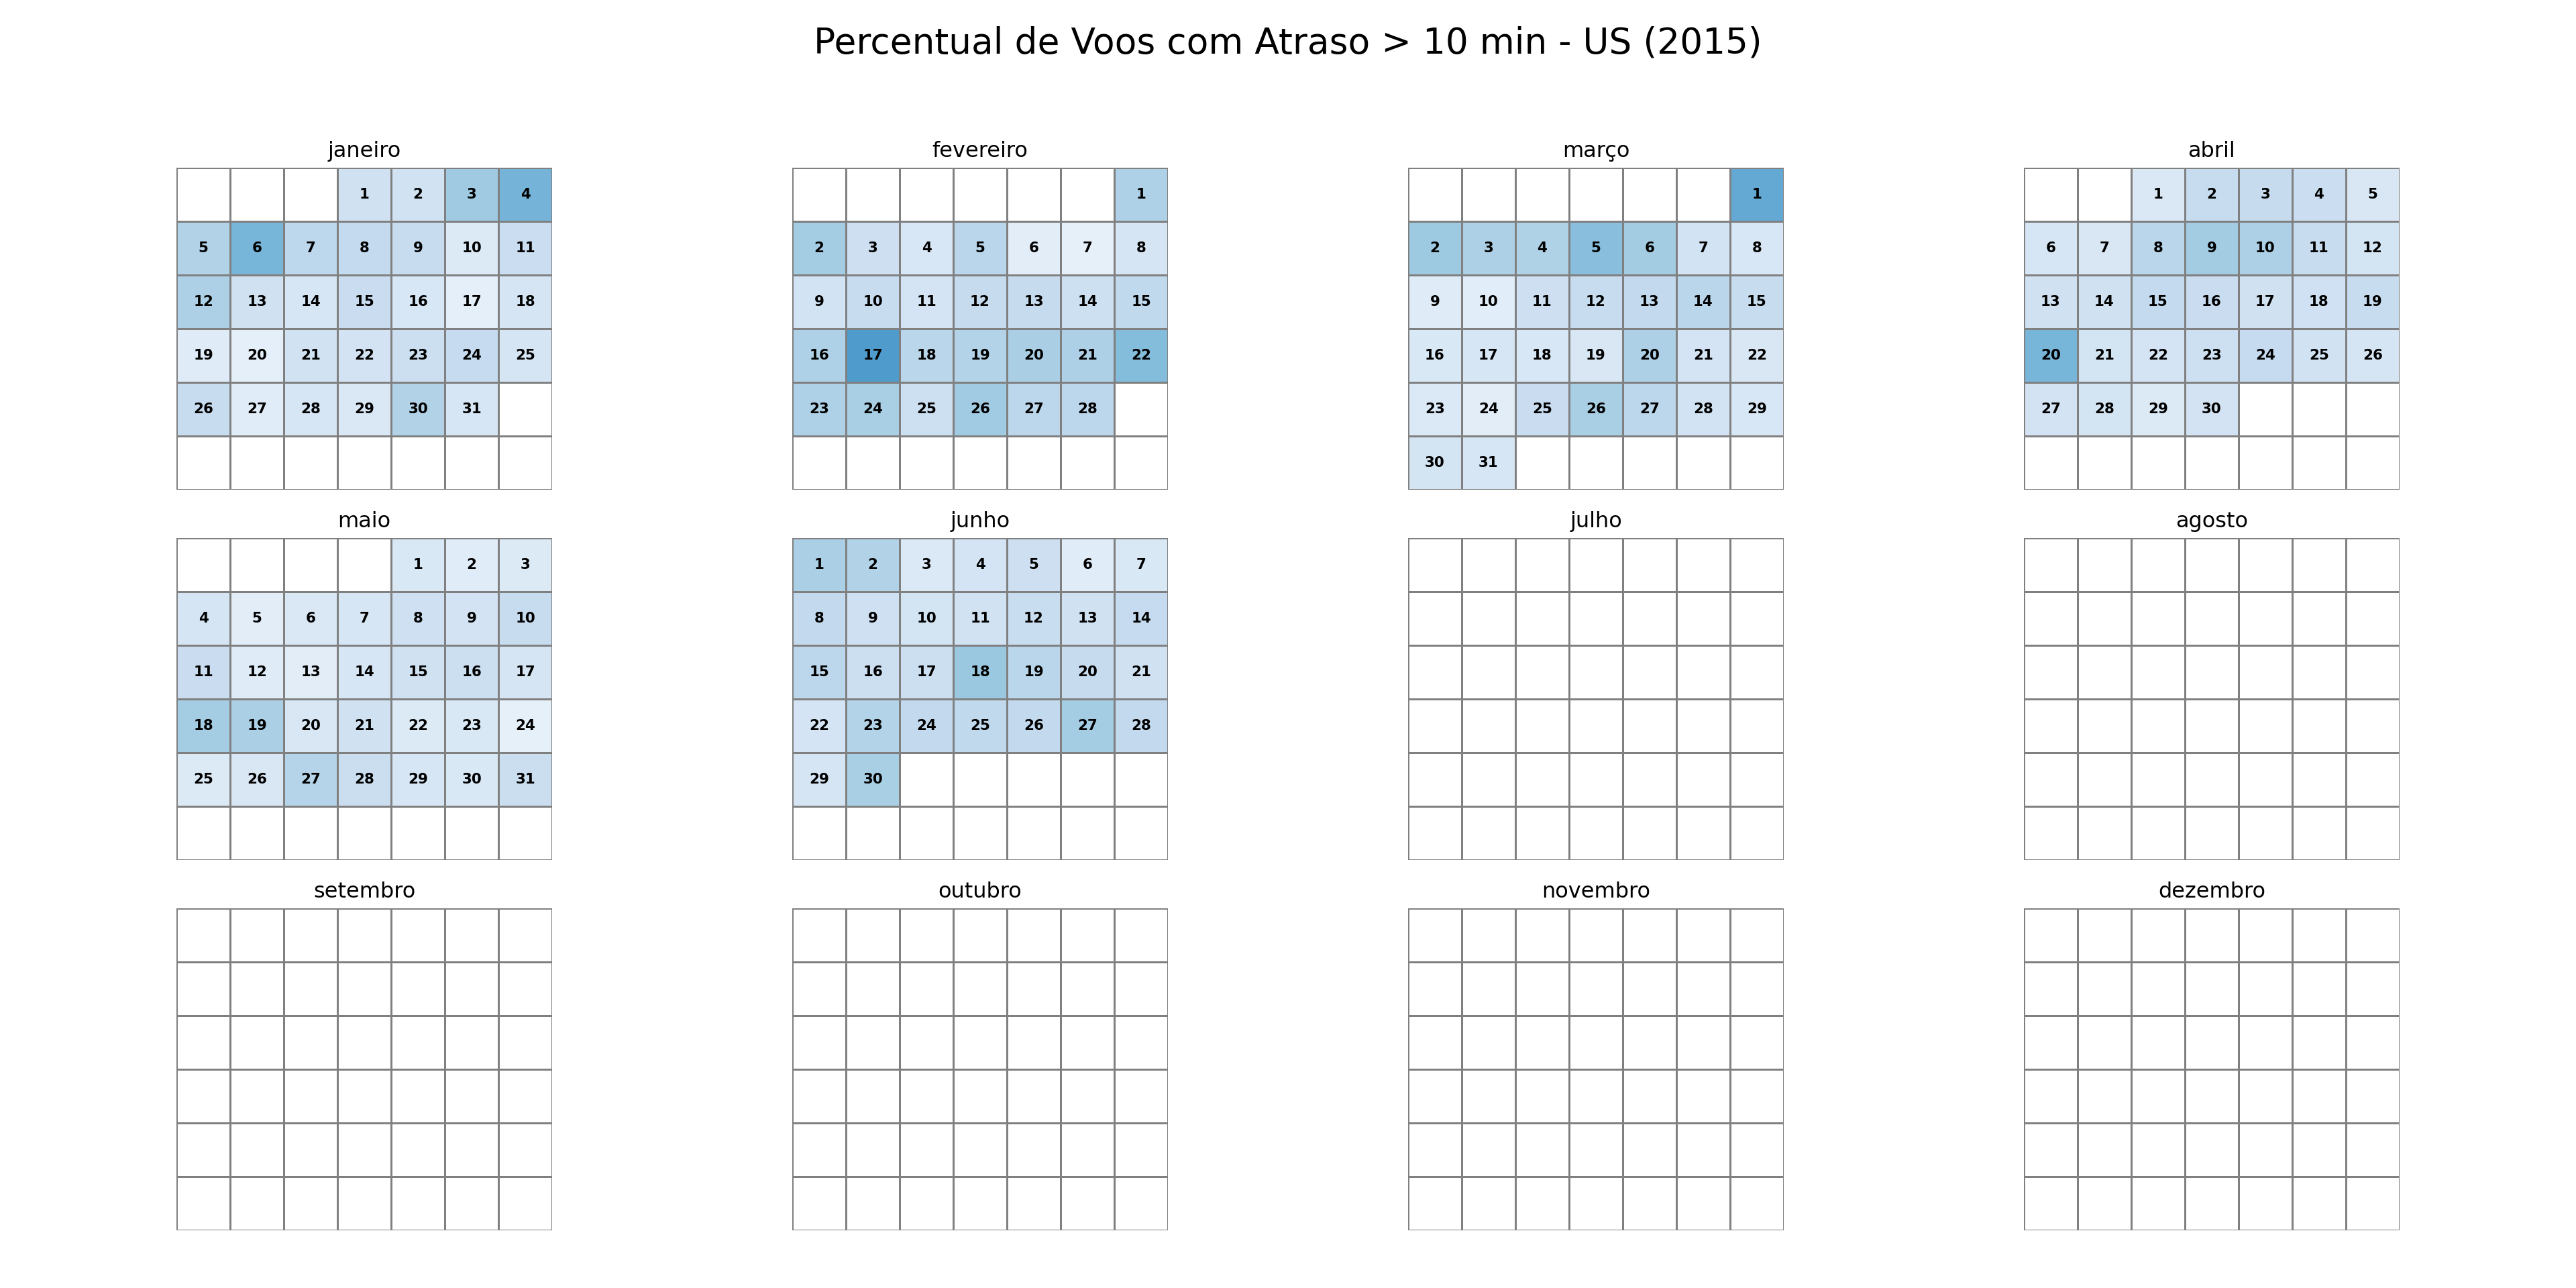 Percentual de Voos com Atraso > 10 min - US (2015)
janeiro
1 2 3 4
5 6 7 8 9 10 11
12 13 14 15 16 17 18
19 20 21 22 23 24 25
26 27 28 29 30 31
fevereiro
1
2 3 4 5 6 7 8
9 10 11 12 13 14 15
16 17 18 19 20 21 22
23 24 25 26 27 28
março
1
2 3 4 5 6 7 8
9 10 11 12 13 14 15
16 17 18 19 20 21 22
23 24 25 26 27 28 29
30 31
abril
1 2 3 4 5
6 7 8 9 10 11 12
13 14 15 16 17 18 19
20 21 22 23 24 25 26
27 28 29 30
maio
1 2 3
4 5 6 7 8 9 10
11 12 13 14 15 16 17
18 19 20 21 22 23 24
25 26 27 28 29 30 31
junho
1 2 3 4 5 6 7
8 9 10 11 12 13 14
15 16 17 18 19 20 21
22 23 24 25 26 27 28
29 30
julho
agosto
setembro
outubro
novembro
dezembro